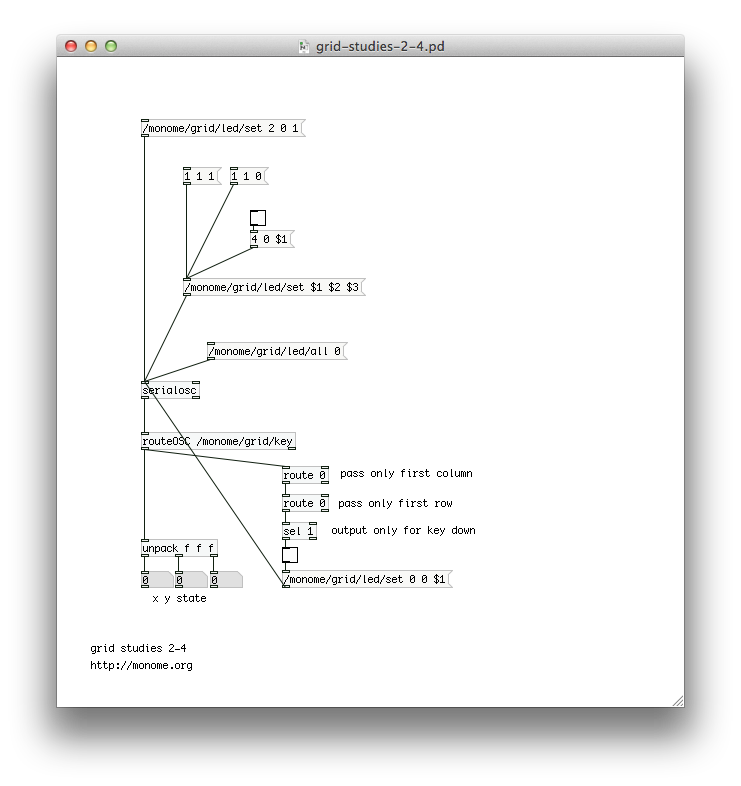 grid-studies-2-4.pd
/monome/grid/led/set 2 0 1
1 1 1
1 1 0
4 0 $1
/monome/grid/led/set $1 $2 $3
/monome/grid/led/all 0
serialosc
routeOSC /monome/grid/key
route 0 pass only first column
route 0 pass only first row
sel 1 output only for key down
unpack f f f
0 0 0
/monome/grid/led/set 0 0 $1
x y state
grid studies 2-4
http://monome.org